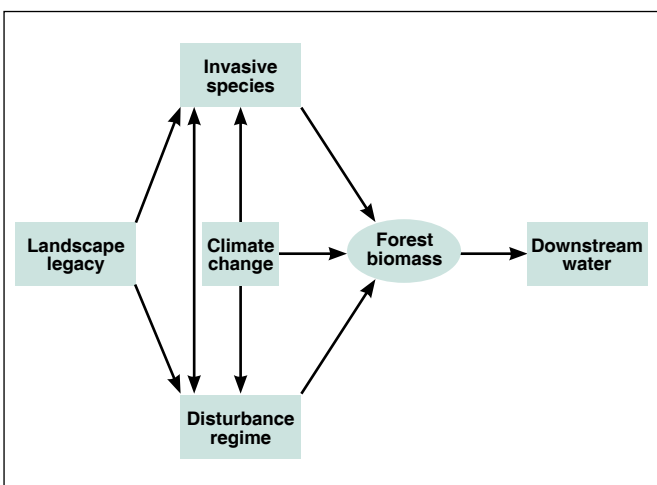 Invasive
species
Landscape
legacy
Climate
change
Forest
biomass
Downstream
water
Disturbance
regime